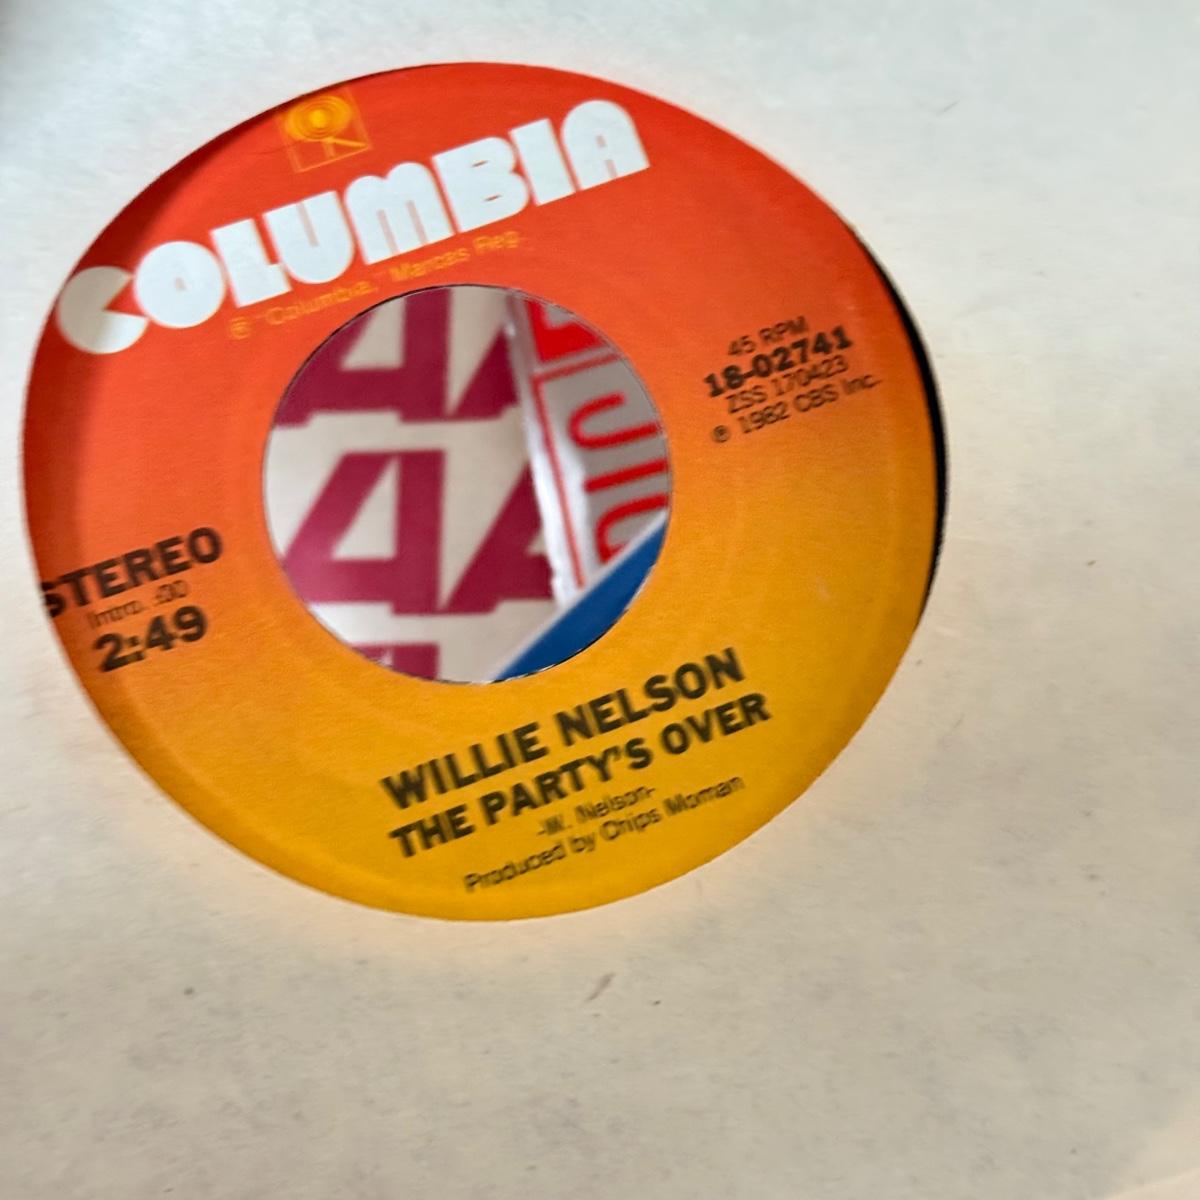 COLUMBIA
® "Columbia," Marcas Reg.
45 RPM
18-02741
ZSS 170423
℗ 1982 CBS Inc.
STEREO
Intro. :00
2:49
WILLIE NELSON
THE PARTY'S OVER
-W. Nelson-
Produced by Chips Moman